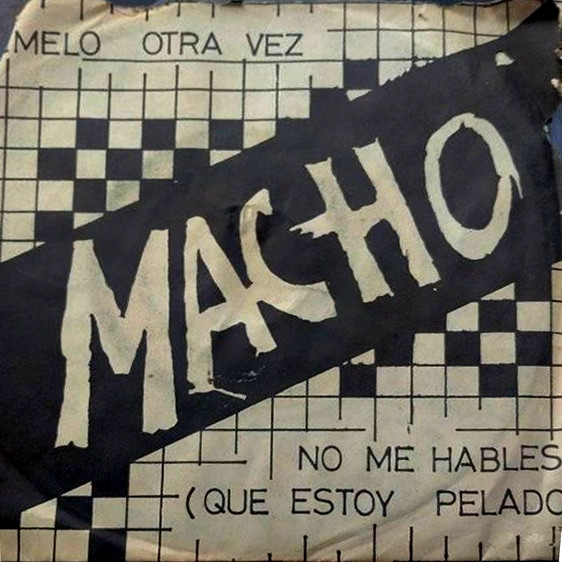 MELO OTRA VEZ
MACHO
NO ME HABLES
(QUE ESTOY PELADO